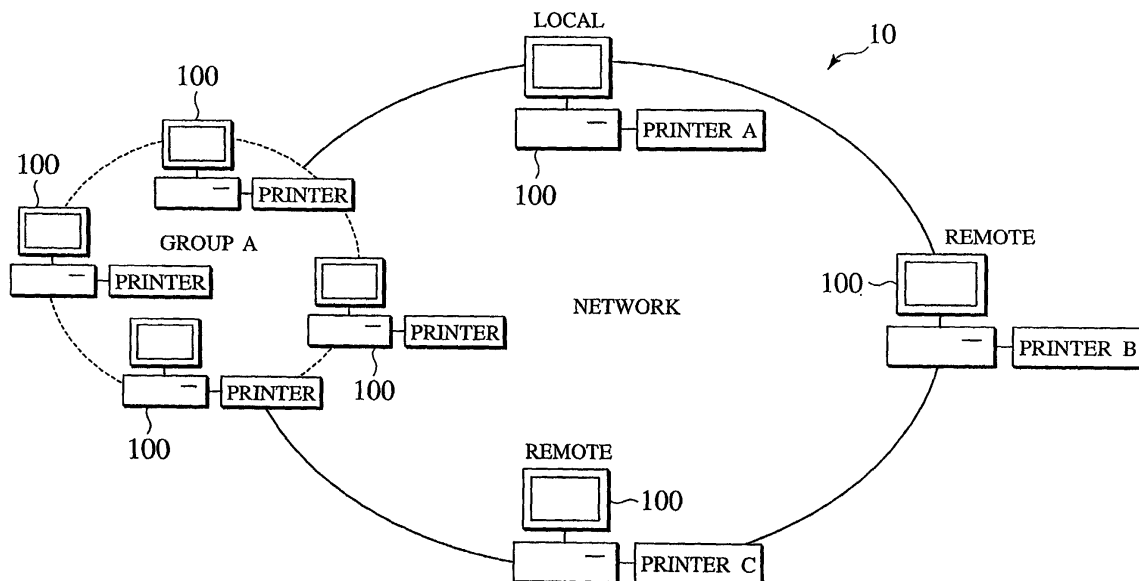 LOCAL
10
100
PRINTER A
100
100
PRINTER
100
GROUP A
REMOTE
100
PRINTER
NETWORK
PRINTER
PRINTER B
100
PRINTER
100
REMOTE
100
PRINTER C